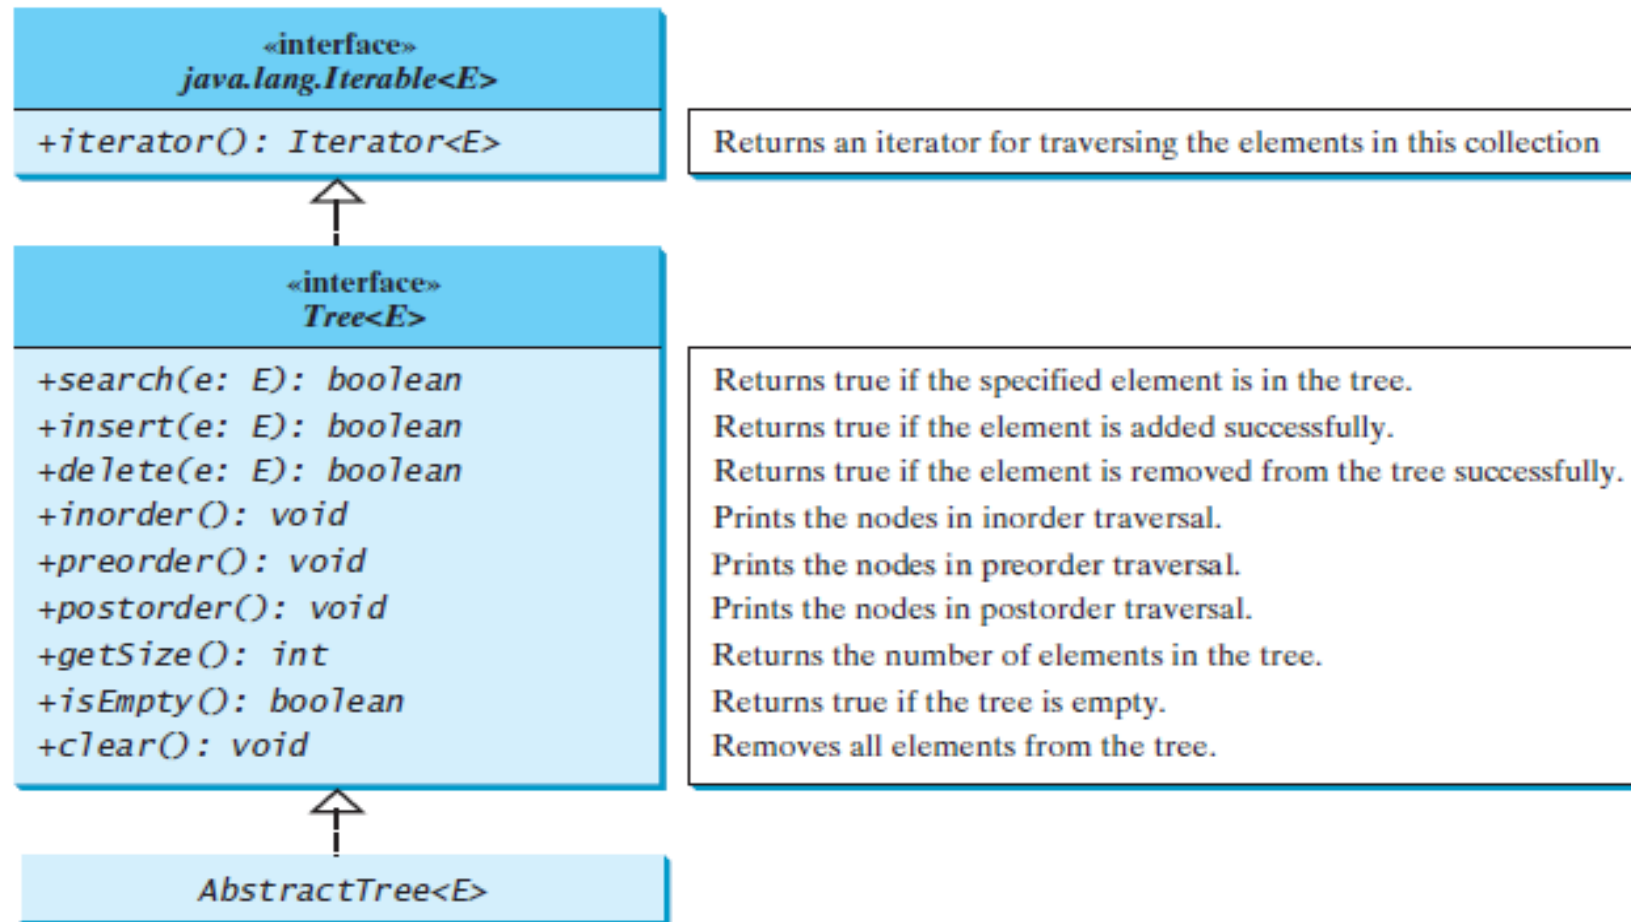 «interface»
java.lang.Iterable<E>
+iterator(): Iterator<E>
Returns an iterator for traversing the elements in this collection
«interface»
Tree<E>
+search(e: E): boolean
Returns true if the specified element is in the tree.
+insert(e: E): boolean
Returns true if the element is added successfully.
+delete(e: E): boolean
Returns true if the element is removed from the tree successfully.
+inorder(): void
Prints the nodes in inorder traversal.
+preorder(): void
Prints the nodes in preorder traversal.
+postorder(): void
Prints the nodes in postorder traversal.
+getSize(): int
Returns the number of elements in the tree.
+isEmpty(): boolean
Returns true if the tree is empty.
+clear(): void
Removes all elements from the tree.
AbstractTree<E>